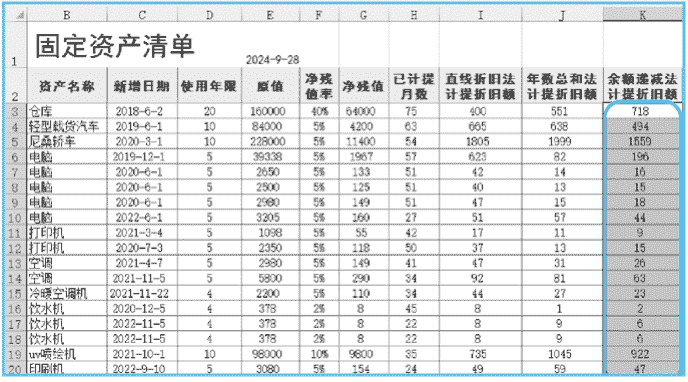 B C D E F G H I J K
1 固定资产清单 2024-9-28
2 资产名称 新增日期 使用年限 原值 净残值率 净残值 已计提月数 直线折旧法计提折旧额 年数总和法计提折旧额 余额递减法计提折旧额
3 仓库 2018-6-2 20 160000 40% 64000 75 400 551 718
4 轻型载货汽车 2019-6-1 10 84000 5% 4200 63 665 638 494
5 尼桑轿车 2020-3-1 10 228000 5% 11400 54 1805 1999 1559
6 电脑 2019-12-1 5 39338 5% 1967 57 623 82 196
7 电脑 2020-6-1 5 2650 5% 133 51 42 14 16
8 电脑 2020-6-1 5 2500 5% 125 51 40 13 15
9 电脑 2020-6-1 5 2980 5% 149 51 47 15 18
10 电脑 2022-6-1 5 3205 5% 160 27 51 57 44
11 打印机 2021-3-4 5 1098 5% 55 42 17 11 9
12 打印机 2020-7-3 5 2350 5% 118 50 37 13 15
13 空调 2021-4-7 5 2980 5% 149 41 47 31 26
14 空调 2021-11-5 5 5800 5% 290 34 92 81 63
15 冷暖空调机 2021-11-22 4 2200 5% 110 34 44 27 23
16 饮水机 2020-12-5 4 378 2% 8 45 8 1 2
17 饮水机 2022-11-5 4 378 2% 8 22 8 9 6
18 饮水机 2022-11-5 4 378 2% 8 22 8 9 6
19 uv喷绘机 2021-10-1 10 98000 10% 9800 35 735 1045 922
20 印刷机 2022-9-10 5 3080 5% 154 24 49 59 47